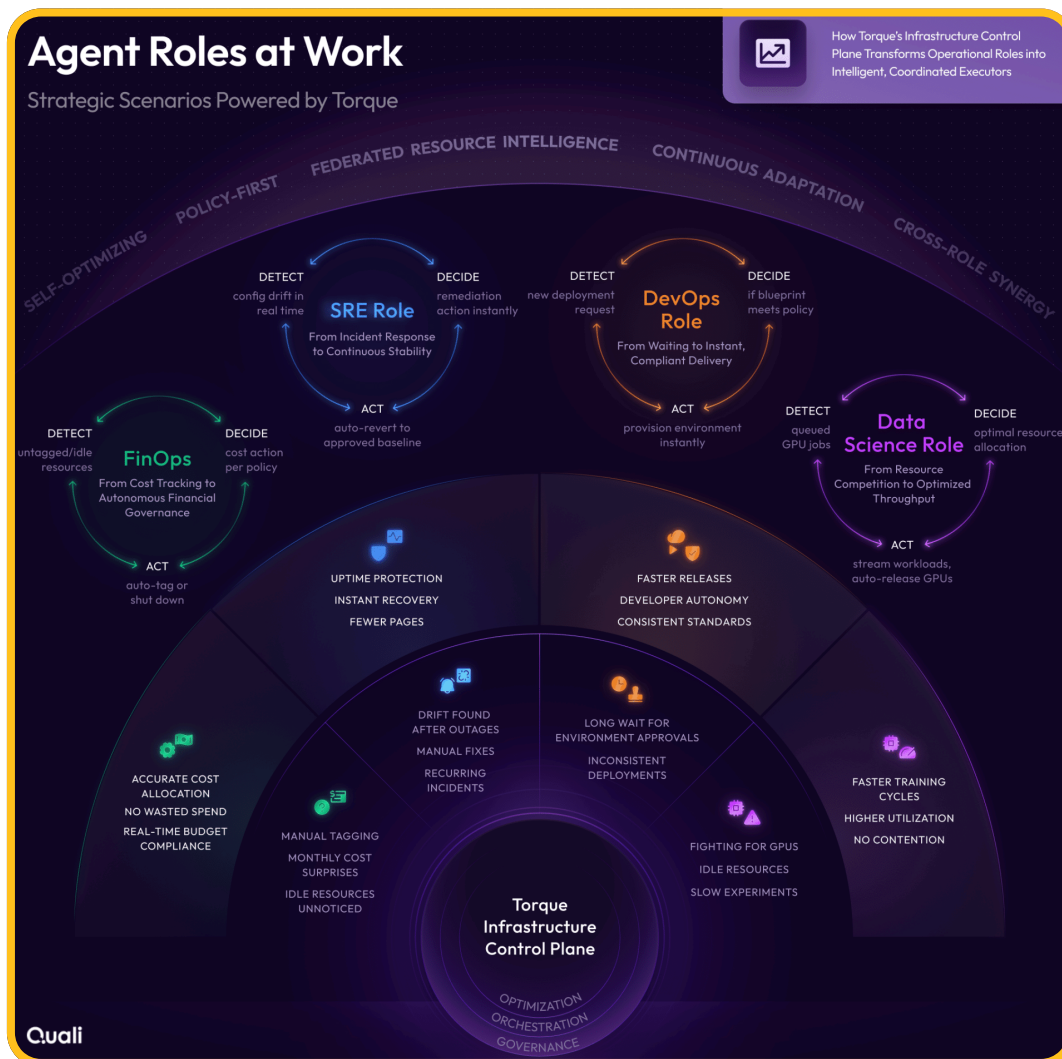 Agent Roles at Work
Strategic Scenarios Powered by Torque
How Torque's Infrastructure Control
Plane Transforms Operational Roles into
Intelligent, Coordinated Executors
SELF-OPTIMIZING
POLICY-FIRST
FEDERATED RESOURCE INTELLIGENCE
CONTINUOUS ADAPTATION
CROSS-ROLE SYNERGY
DETECT
config drift in
real time
SRE Role
From Incident Response
to Continuous Stability
DECIDE
remediation
action instantly
ACT
auto-revert to
approved baseline
DETECT
new deployment
request
DevOps
Role
From Waiting to Instant,
Compliant Delivery
DECIDE
if blueprint
meets policy
ACT
provision environment
instantly
DETECT
untagged/idle
resources
FinOps
From Cost Tracking to
Autonomous Financial
Governance
DECIDE
cost action
per policy
ACT
auto-tag or
shut down
DETECT
queued
GPU jobs
Data
Science Role
From Resource
Competition to Optimized
Throughput
DECIDE
optimal resource
allocation
ACT
stream workloads,
auto-release GPUs
UPTIME PROTECTION
INSTANT RECOVERY
FEWER PAGES
FASTER RELEASES
DEVELOPER AUTONOMY
CONSISTENT STANDARDS
ACCURATE COST
ALLOCATION
NO WASTED SPEND
REAL-TIME BUDGET
COMPLIANCE
FASTER TRAINING
CYCLES
HIGHER UTILIZATION
NO CONTENTION
DRIFT FOUND
AFTER OUTAGES
MANUAL FIXES
RECURRING
INCIDENTS
LONG WAIT FOR
ENVIRONMENT APPROVALS
INCONSISTENT
DEPLOYMENTS
MANUAL TAGGING
MONTHLY COST
SURPRISES
IDLE RESOURCES
UNNOTICED
FIGHTING FOR GPUS
IDLE RESOURCES
SLOW EXPERIMENTS
Torque
Infrastructure
Control Plane
OPTIMIZATION
ORCHESTRATION
GOVERNANCE
Quali